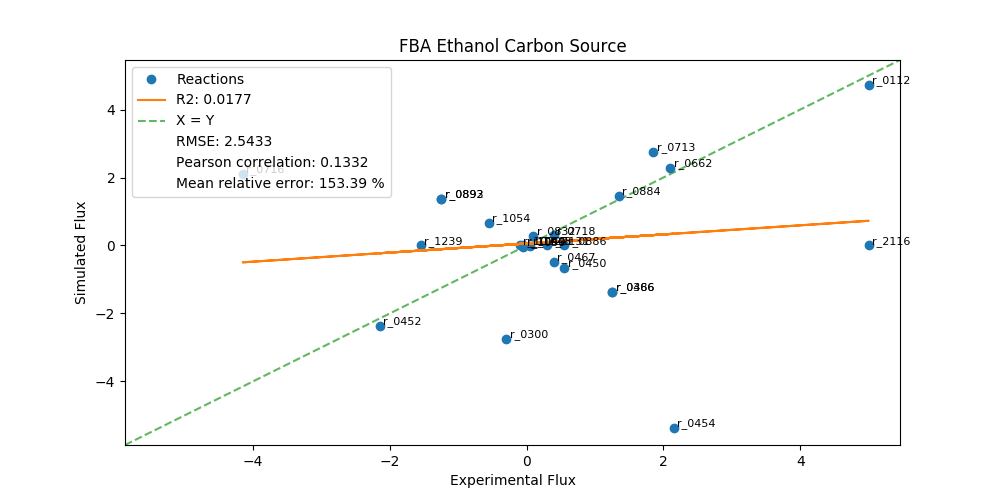 FBA Ethanol Carbon Source
Reactions
R2: 0.0177
X = Y
RMSE: 2.5433
Pearson correlation: 0.1332
Mean relative error: 153.39 %
r_0716
r_0112
r_0713
r_0662
r_0884
r_1054
r_0718
r_1239
r_2116
r_0467
r_0450
r_0452
r_0300
r_0454
4
2
0
−2
−4
Simulated Flux
−4
−2
0
2
4
Experimental Flux